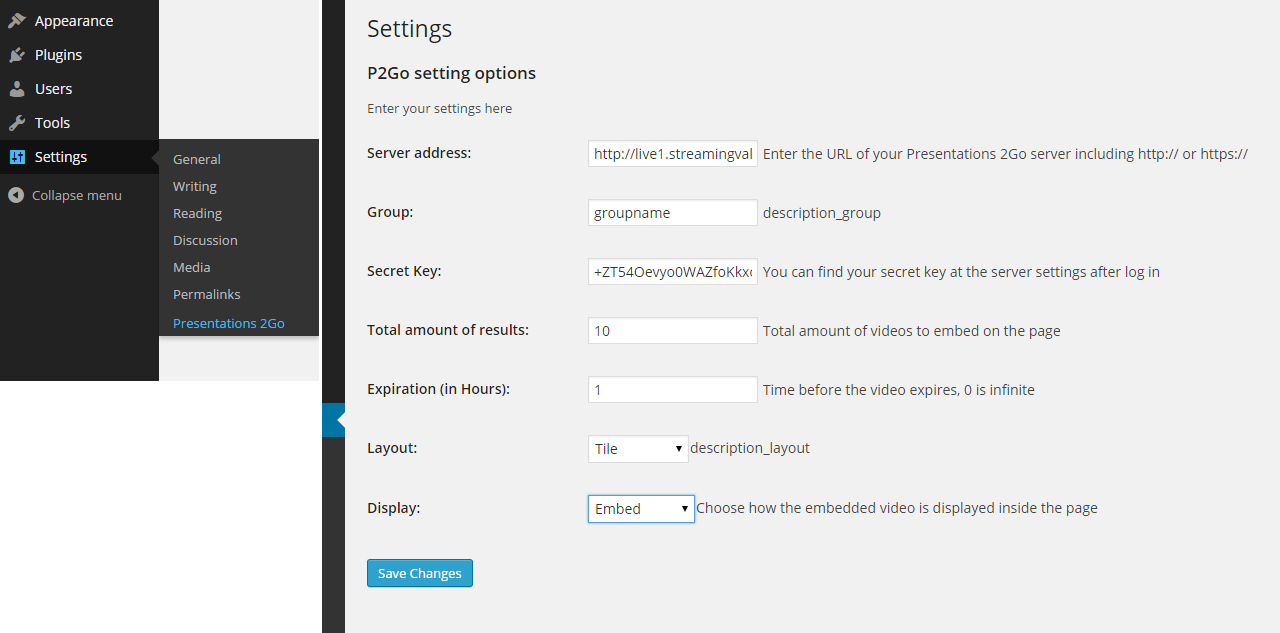 Appearance
Plugins
Users
Tools
Settings
Collapse menu
General
Writing
Reading
Discussion
Media
Permalinks
Presentations 2Go
Settings
P2Go setting options
Enter your settings here
Server address: http://live1.streamingval Enter the URL of your Presentations 2Go server including http:// or https://
Group: groupname description_group
Secret Key: +ZT54Oevyo0WAZfoKkx You can find your secret key at the server settings after log in
Total amount of results: 10 Total amount of videos to embed on the page
Expiration (in Hours): 1 Time before the video expires, 0 is infinite
Layout: Tile description_layout
Display: Embed Choose how the embedded video is displayed inside the page
Save Changes